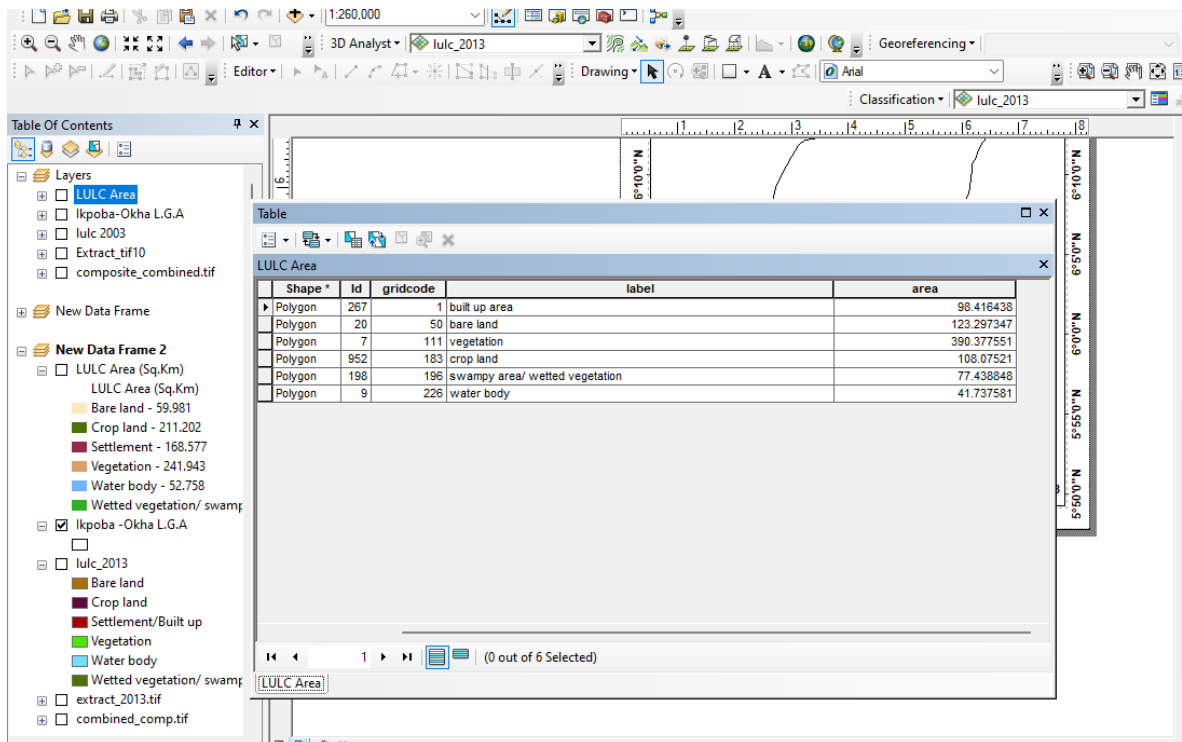 1:260,000
3D Analyst lulc_2013 Georeferencing
Editor Drawing A Arial
Classification lulc_2013
Table Of Contents
1 2 3 4 5 6 7 8
Layers
LULC Area
Ikpoba-Okha L.G.A
lulc 2003
Extract_tif10
composite_combined.tif
New Data Frame
New Data Frame 2
LULC Area (Sq.Km)
LULC Area (Sq.Km)
Bare land - 59.981
Crop land - 211.202
Settlement - 168.577
Vegetation - 241.943
Water body - 52.758
Wetted vegetation/ swamp
Ikpoba -Okha L.G.A
lulc_2013
Bare land
Crop land
Settlement/Built up
Vegetation
Water body
Wetted vegetation/ swamp
extract_2013.tif
combined_comp.tif
6°10'0"N
6°10'0"N
6°5'0"N
6°0'0"N
5°55'0"N
5°50'0"N
Table
LULC Area
Shape * Id gridcode label area
Polygon 267 1 built up area 98.416438
Polygon 20 50 bare land 123.297347
Polygon 7 111 vegetation 390.377551
Polygon 952 183 crop land 108.07521
Polygon 198 196 swampy area/ wetted vegetation 77.438848
Polygon 9 226 water body 41.737581
1 (0 out of 6 Selected)
LULC Area